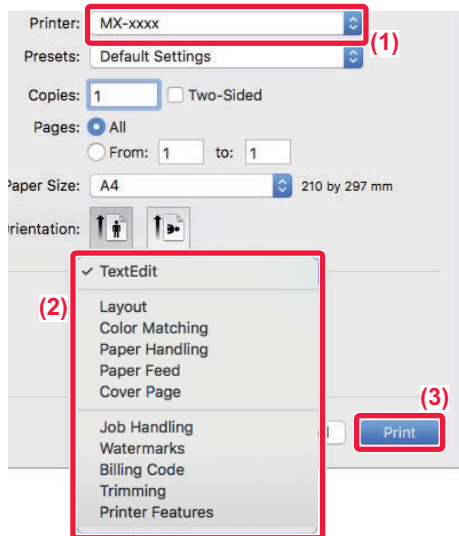 Printer: MX-xxxx
(1)
Presets: Default Settings
Copies: 1 Two-Sided
Pages: All
From: 1 to: 1
Paper Size: A4 210 by 297 mm
rientation:
(2)
✓ TextEdit
Layout
Color Matching
Paper Handling
Paper Feed
Cover Page
Job Handling
Watermarks
Billing Code
Trimming
Printer Features
(3)
l Print